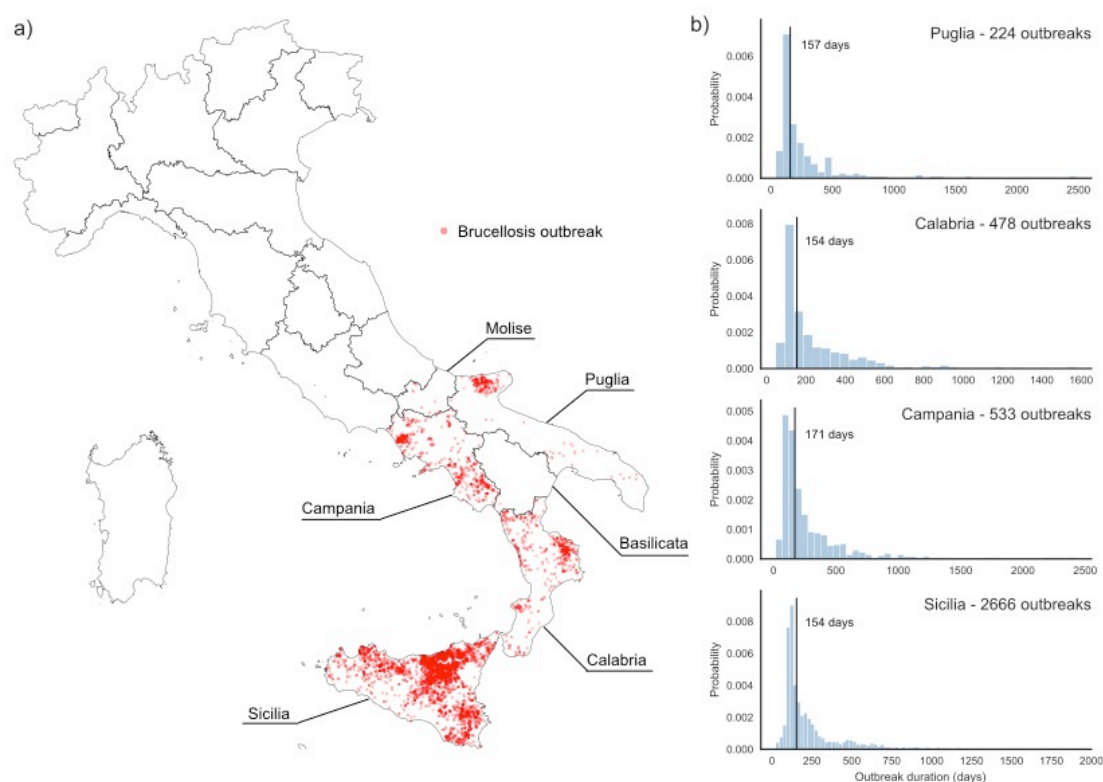 a)
Brucellosis outbreak
Molise
Puglia
Campania
Basilicata
Calabria
Sicilia
b)
Puglia - 224 outbreaks
157 days
Probability
0.006
0.004
0.002
0.000
0 500 1000 1500 2000 2500
Calabria - 478 outbreaks
154 days
Probability
0.008
0.006
0.004
0.002
0.000
0 200 400 600 800 1000 1200 1400 1600
Campania - 533 outbreaks
171 days
Probability
0.005
0.004
0.003
0.002
0.001
0.000
0 500 1000 1500 2000 2500
Sicilia - 2666 outbreaks
154 days
Probability
0.008
0.006
0.004
0.002
0.000
0 250 500 750 1000 1250 1500 1750 2000
Outbreak duration (days)